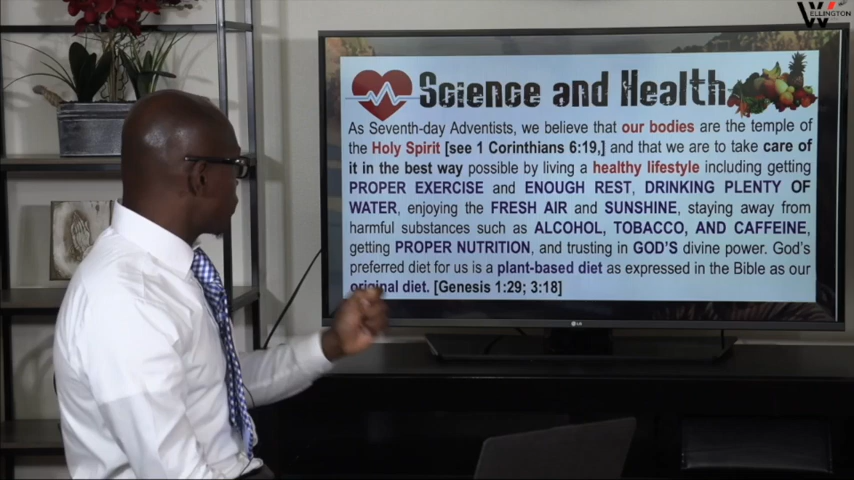 WELLINGTON
Science and Health
As Seventh-day Adventists, we believe that our bodies are the temple of
the Holy Spirit [see 1 Corinthians 6:19,] and that we are to take care of
it in the best way possible by living a healthy lifestyle including getting
PROPER EXERCISE and ENOUGH REST, DRINKING PLENTY OF
WATER, enjoying the FRESH AIR and SUNSHINE, staying away from
harmful substances such as ALCOHOL, TOBACCO, AND CAFFEINE,
getting PROPER NUTRITION, and trusting in GOD'S divine power. God's
preferred diet for us is a plant-based diet as expressed in the Bible as our
original diet. [Genesis 1:29; 3:18]
LG